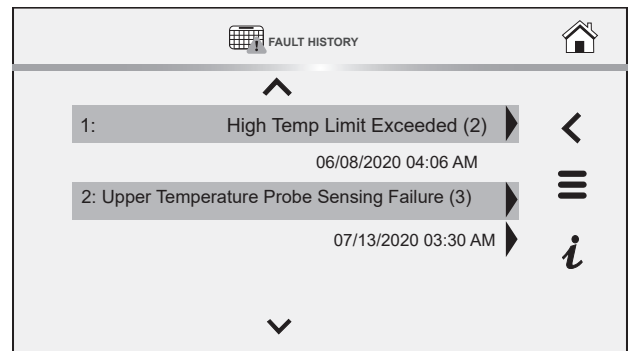 FAULT HISTORY
1: High Temp Limit Exceeded (2)
06/08/2020 04:06 AM
2: Upper Temperature Probe Sensing Failure (3)
07/13/2020 03:30 AM
i